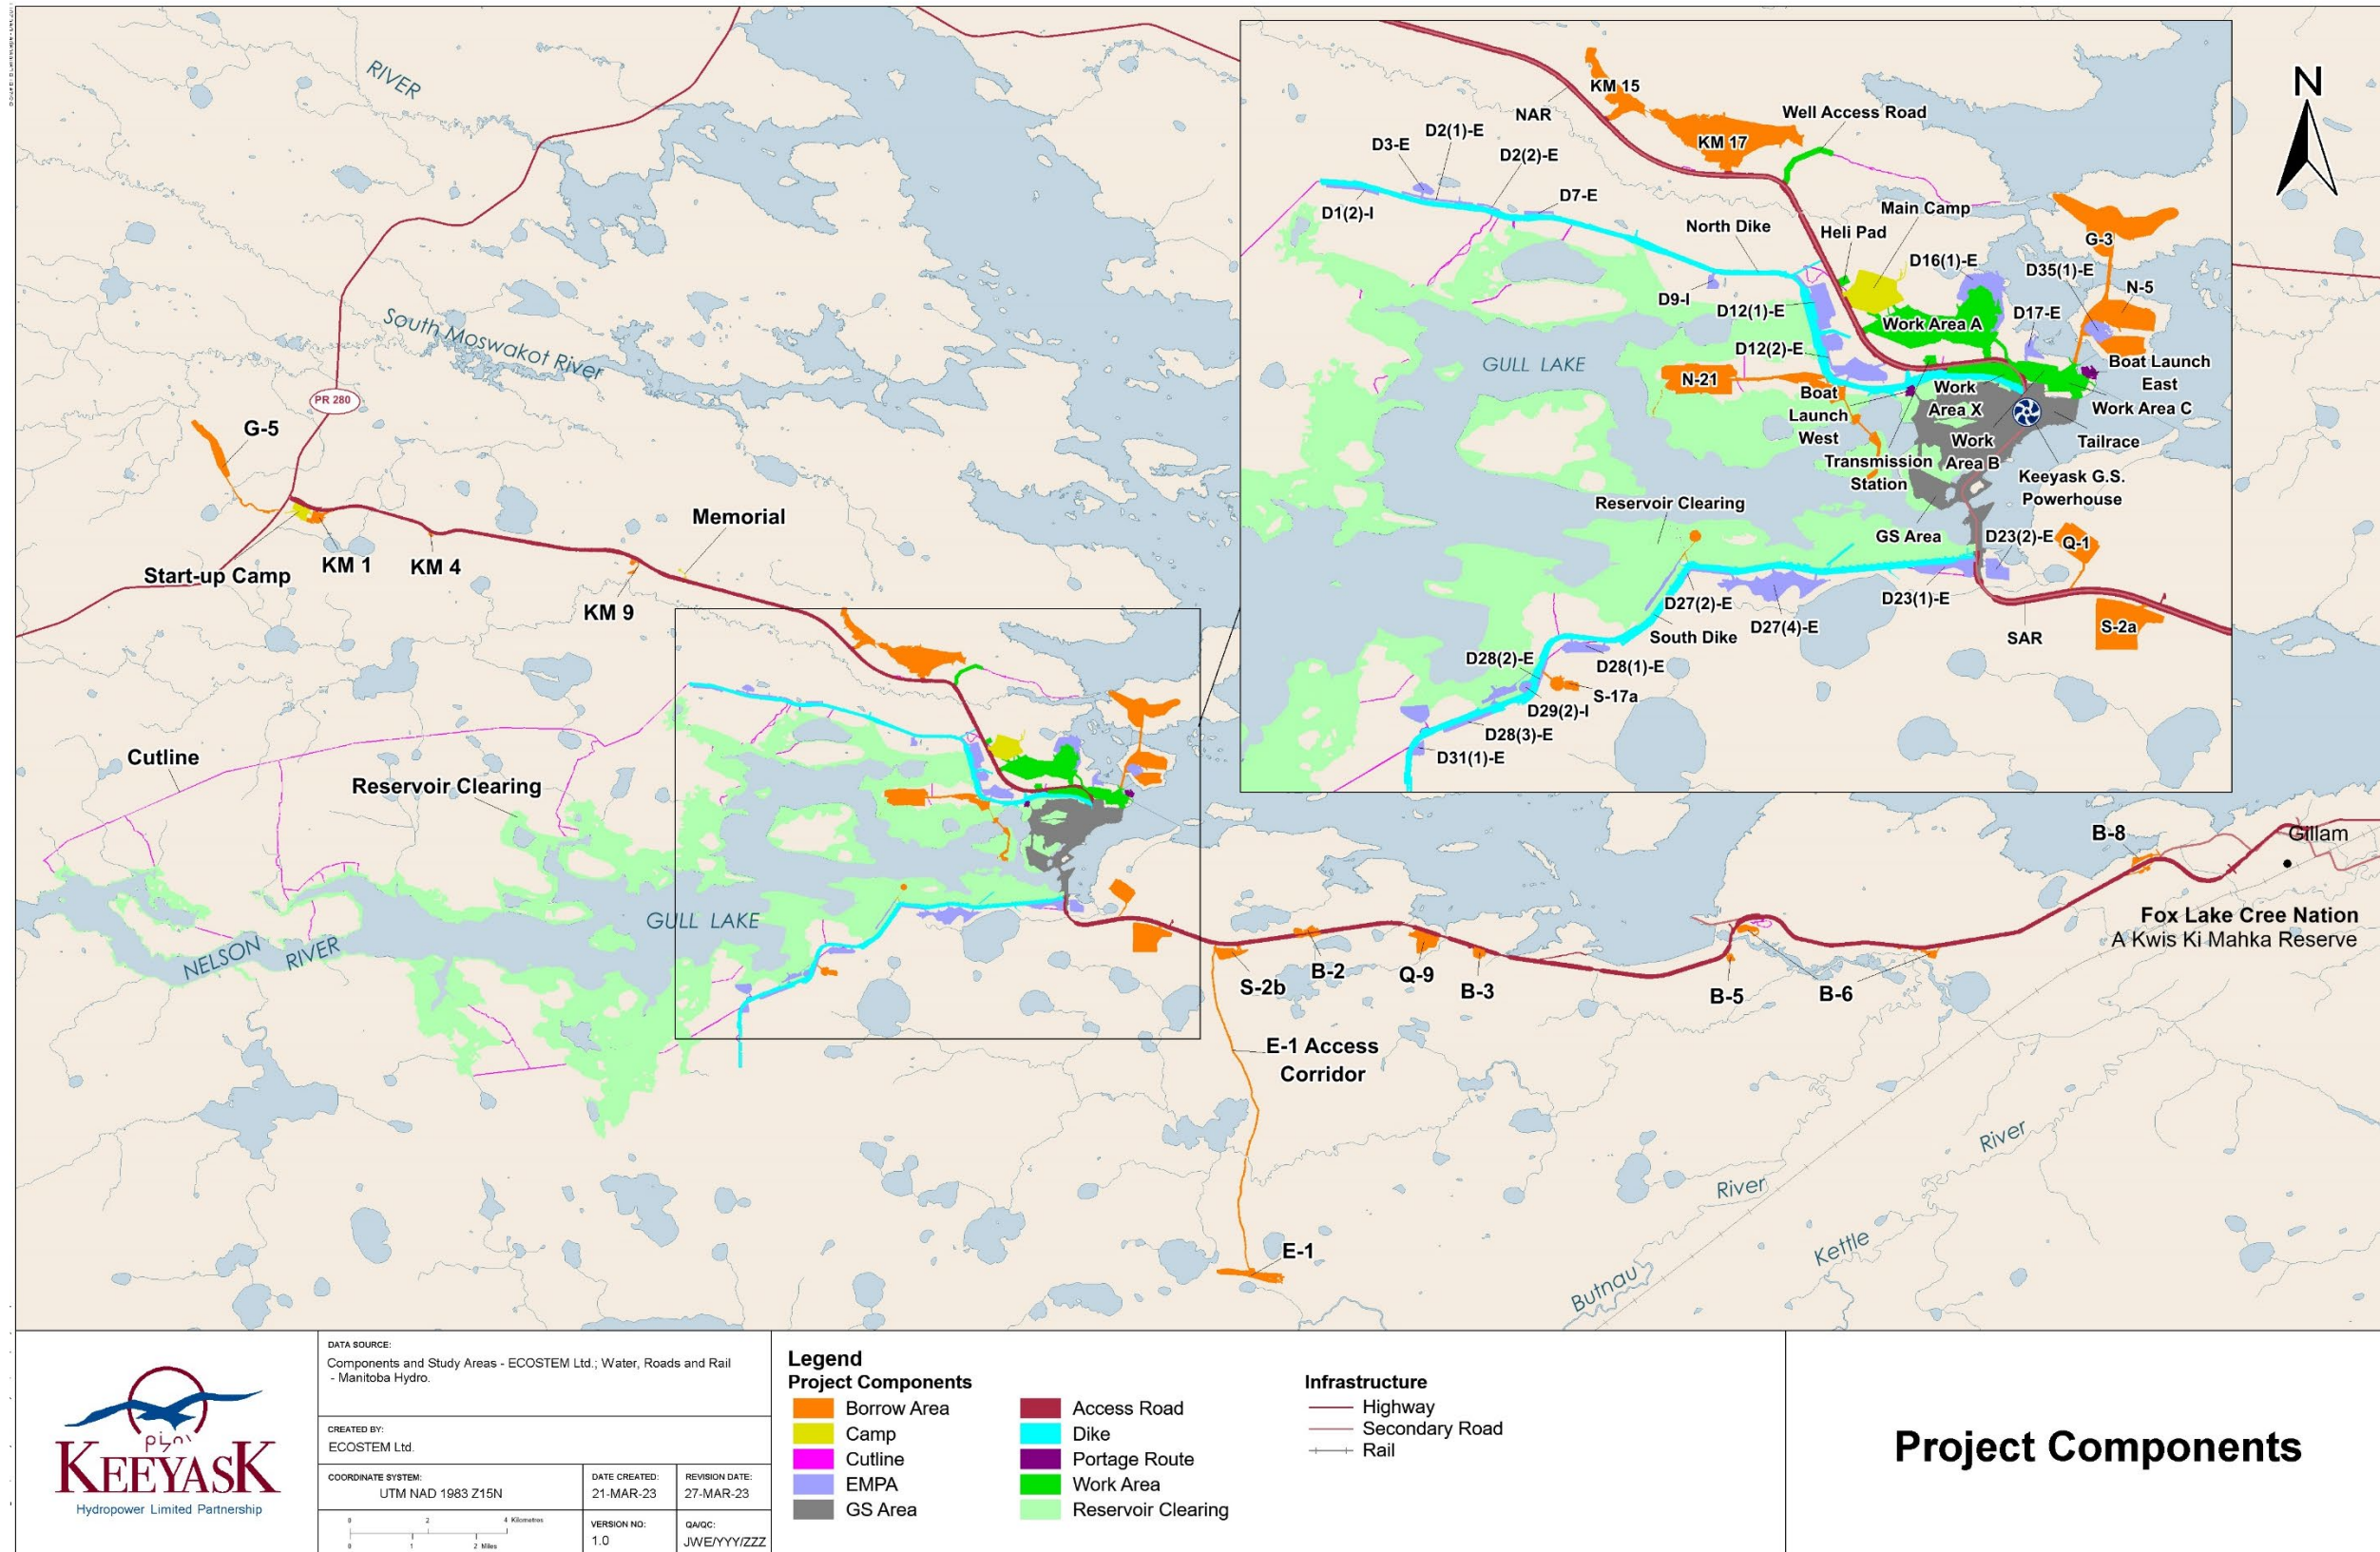 RIVER
South Moswakot River
PR 280
G-5
Start-up Camp
KM 1
KM 4
KM 9
Memorial
Cutline
Reservoir Clearing
NELSON RIVER
GULL LAKE
KM 15
NAR
KM 17
Well Access Road
D3-E
D2(1)-E
D2(2)-E
D7-E
D1(2)-I
North Dike
Main Camp
Heli Pad
G-3
D16(1)-E
D35(1)-E
N-5
D9-I
D12(1)-E
Work Area A
D17-E
D12(2)-E
GULL LAKE
N-21
Boat Launch
East
Boat
Launch
West
Work
Area X
Work Area C
Work
Area B
Tailrace
Transmission
Station
Keeyask G.S.
Powerhouse
Reservoir Clearing
GS Area
D23(2)-E
Q-1
D27(2)-E
D23(1)-E
South Dike
D27(4)-E
SAR
S-2a
D28(2)-E
D28(1)-E
S-17a
D29(2)-I
D28(3)-E
D31(1)-E
N
B-8
Gillam
Fox Lake Cree Nation
A Kwis Ki Mahka Reserve
S-2b
B-2
Q-9
B-3
B-5
B-6
E-1 Access
Corridor
E-1
River
River
Kettle
Butnau
KEEYASK
Hydropower Limited Partnership
DATA SOURCE:
Components and Study Areas - ECOSTEM Ltd.; Water, Roads and Rail
- Manitoba Hydro.
CREATED BY:
ECOSTEM Ltd.
COORDINATE SYSTEM:
UTM NAD 1983 Z15N
DATE CREATED:
21-MAR-23
REVISION DATE:
27-MAR-23
0 2 4 Kilometres
0 1 2 Miles
VERSION NO:
1.0
QA/QC:
JWE/YYY/ZZZ
Legend
Project Components
Borrow Area
Camp
Cutline
EMPA
GS Area
Access Road
Dike
Portage Route
Work Area
Reservoir Clearing
Infrastructure
Highway
Secondary Road
Rail
Project Components